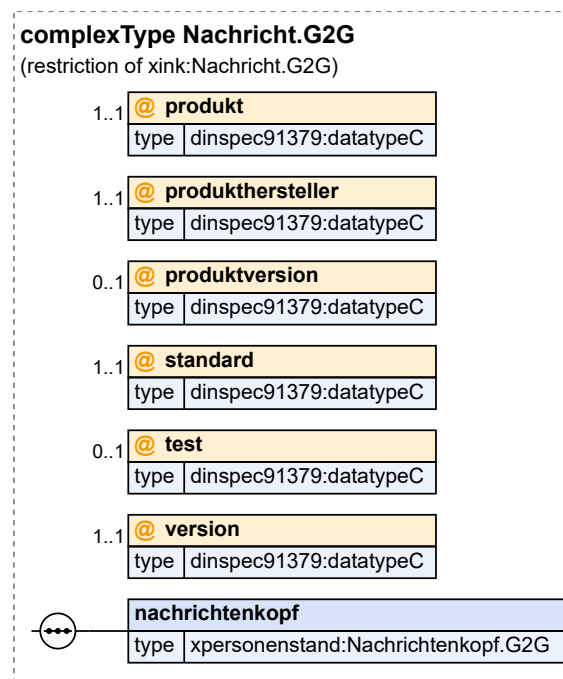 complexType Nachricht.G2G
(restriction of xink:Nachricht.G2G)
1..1 @ produkt
type dinspec91379:datatypeC
1..1 @ produkthersteller
type dinspec91379:datatypeC
0..1 @ produktversion
type dinspec91379:datatypeC
1..1 @ standard
type dinspec91379:datatypeC
0..1 @ test
type dinspec91379:datatypeC
1..1 @ version
type dinspec91379:datatypeC
nachrichtenkopf
type xpersonenstand:Nachrichtenkopf.G2G